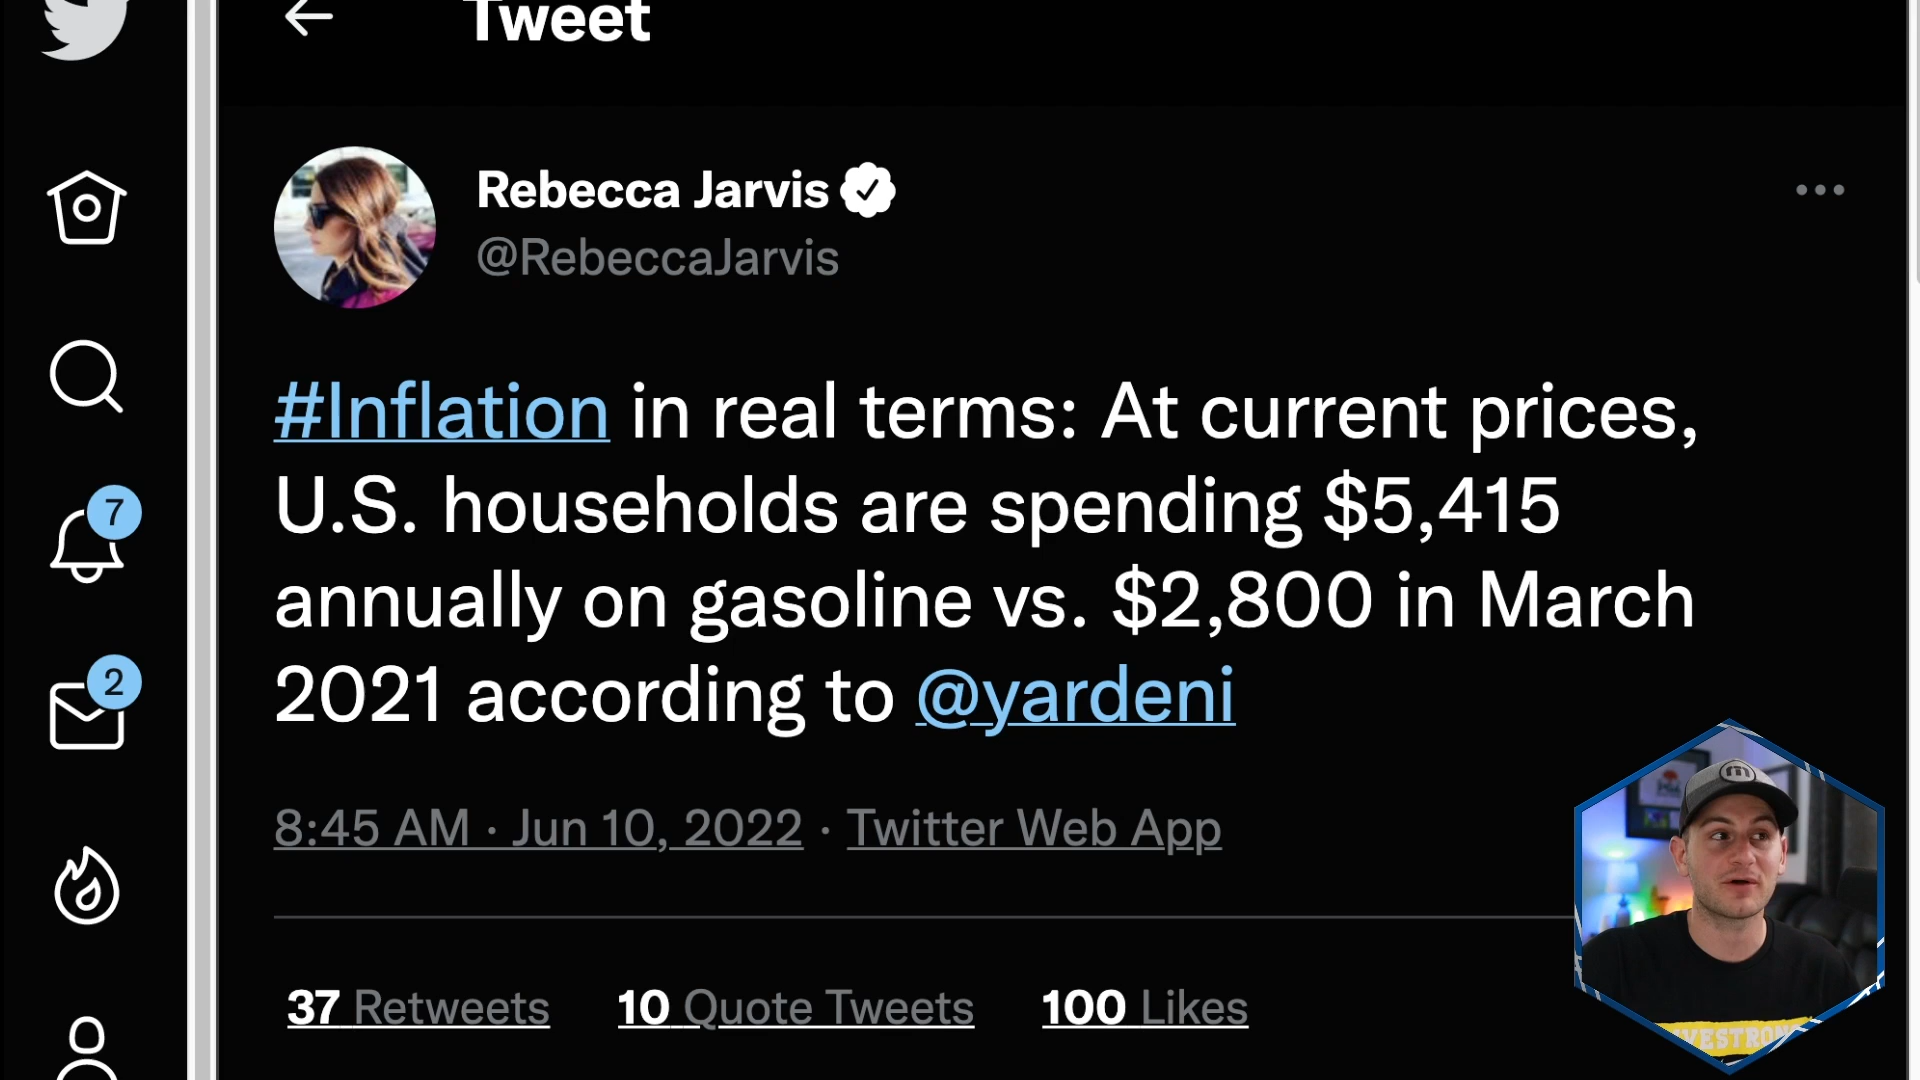 Tweet
Rebecca Jarvis
@RebeccaJarvis
#Inflation in real terms: At current prices,
U.S. households are spending $5,415
annually on gasoline vs. $2,800 in March
2021 according to @yardeni
8:45 AM · Jun 10, 2022 · Twitter Web App
37 Retweets 10 Quote Tweets 100 Likes
7
2